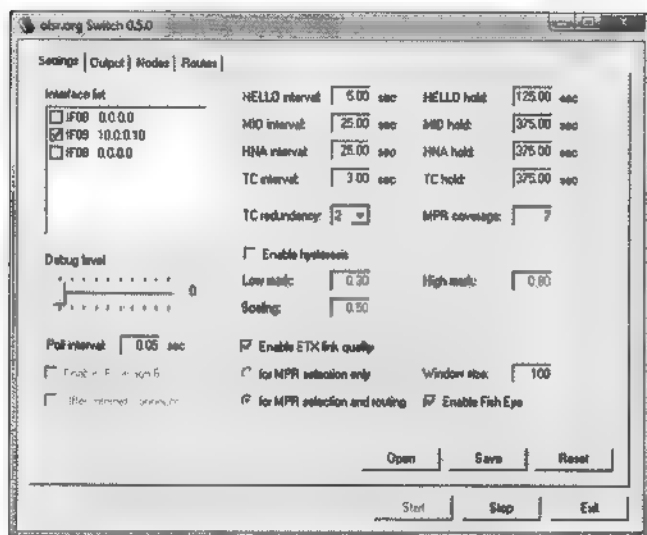 olsr.org Switch 0.5.0
Settings Output Nodes Routes
Interface list
IF08 0.0.0.0
IF09 10.0.0.10
IF08 0.0.0.0
HELLO interval: 5.00 sec HELLO hold: 125.00 sec
MID interval: 25.00 sec MID hold: 375.00 sec
HNA interval: 25.00 sec HNA hold: 375.00 sec
TC interval: 3.00 sec TC hold: 375.00 sec
TC redundancy: 2 MPR coverage: 7
Enable hysteresis
Debug level
0
Low mark: 0.30 High mark: 0.80
Scaling: 0.50
Poll interval: 0.05 sec
Enable ETX link quality
for MPR selection only Window size: 100
for MPR selection and routing Enable Fish Eye
Open Save Reset
Start Stop Exit